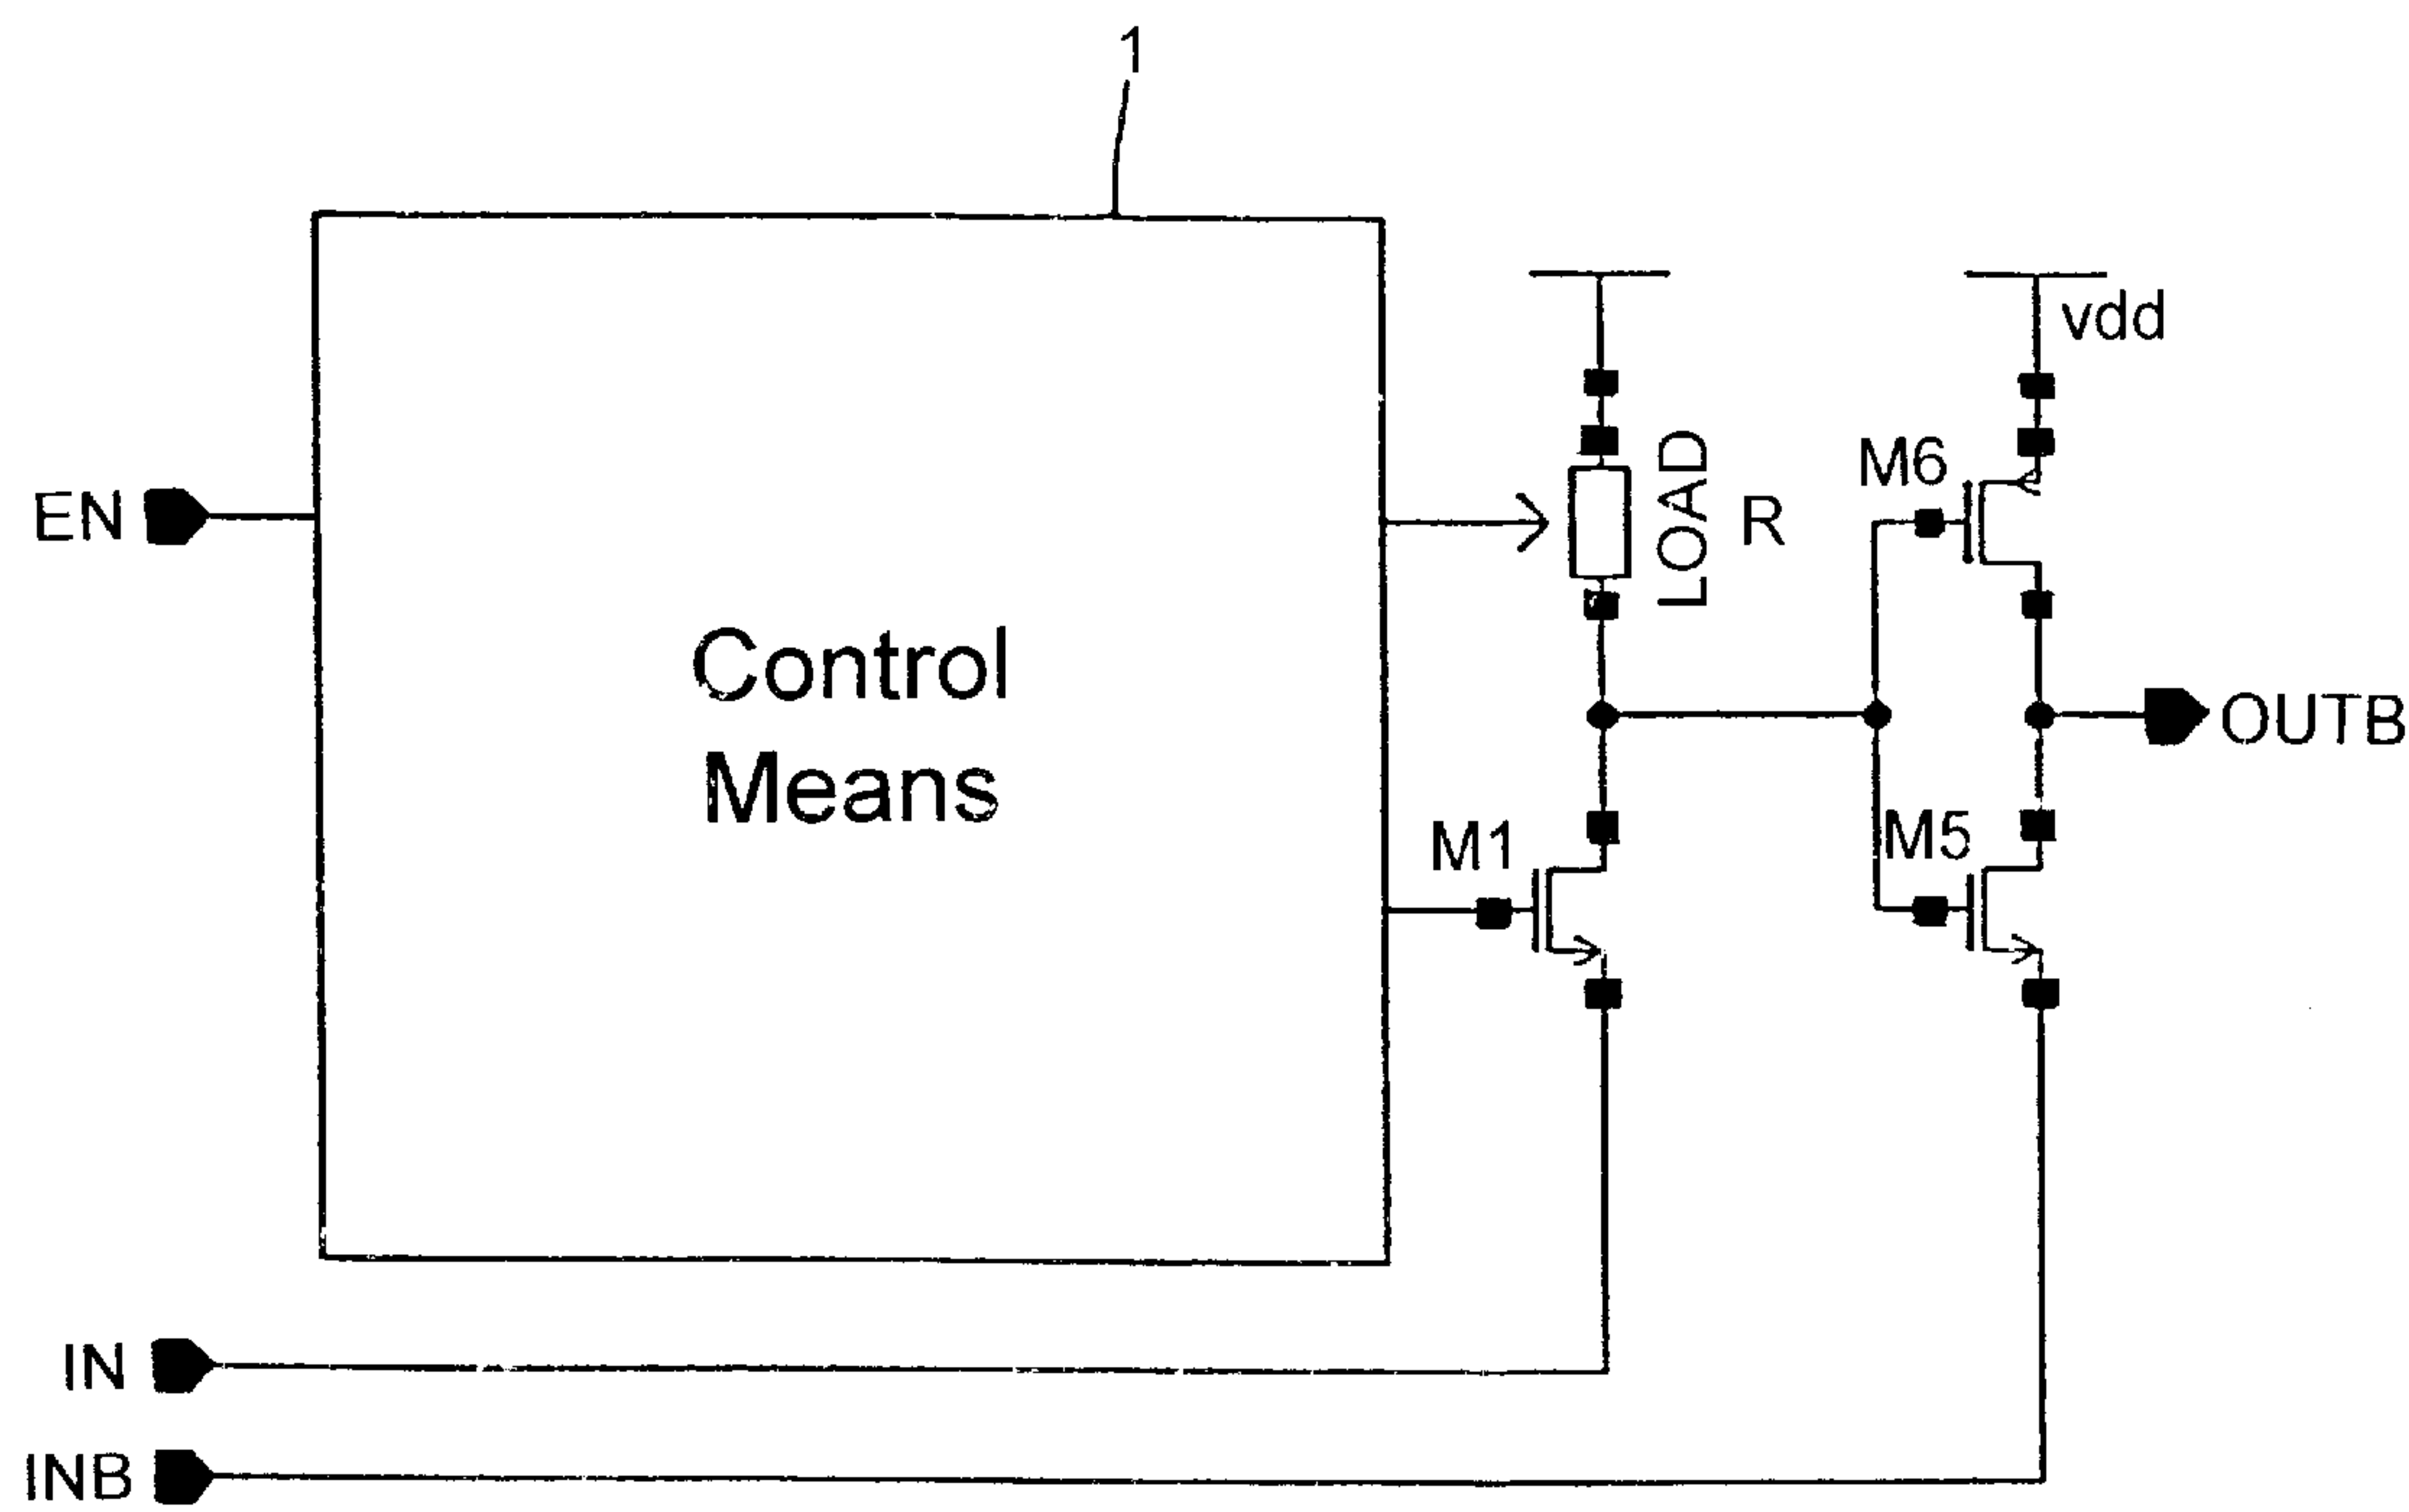 1
vdd
M6
LOAD
R
EN
Control
Means
OUTB
M1
M5
IN
INB